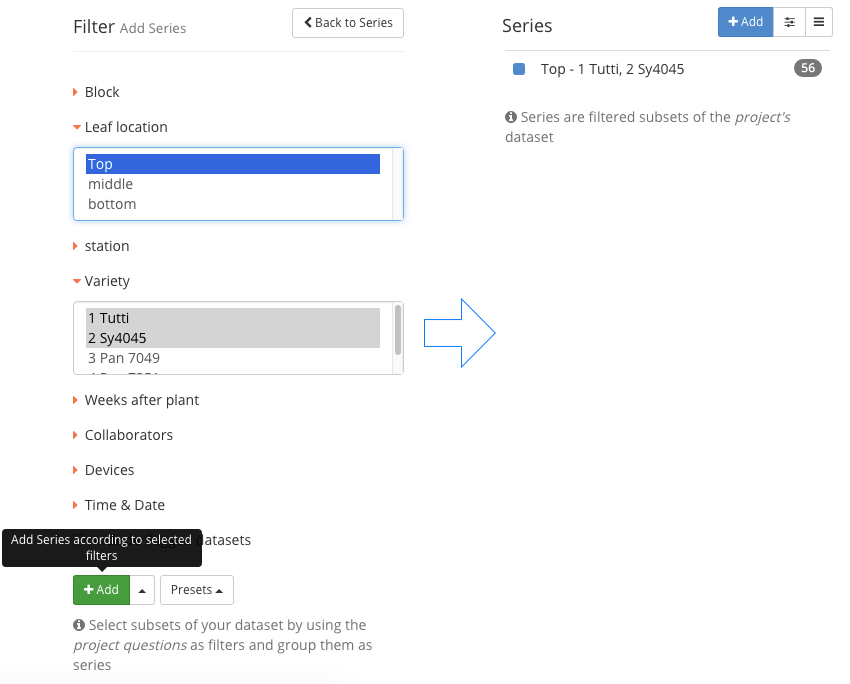 Filter Add Series
Back to Series
Block
Leaf location
Top
middle
bottom
station
Variety
1 Tutti
2 Sy4045
3 Pan 7049
Weeks after plant
Collaborators
Devices
Time & Date
datasets
Add Series according to selected
filters
Add
Presets
Select subsets of your dataset by using the
project questions as filters and group them as
series
Series
Add
Top - 1 Tutti, 2 Sy4045
56
Series are filtered subsets of the project's
dataset